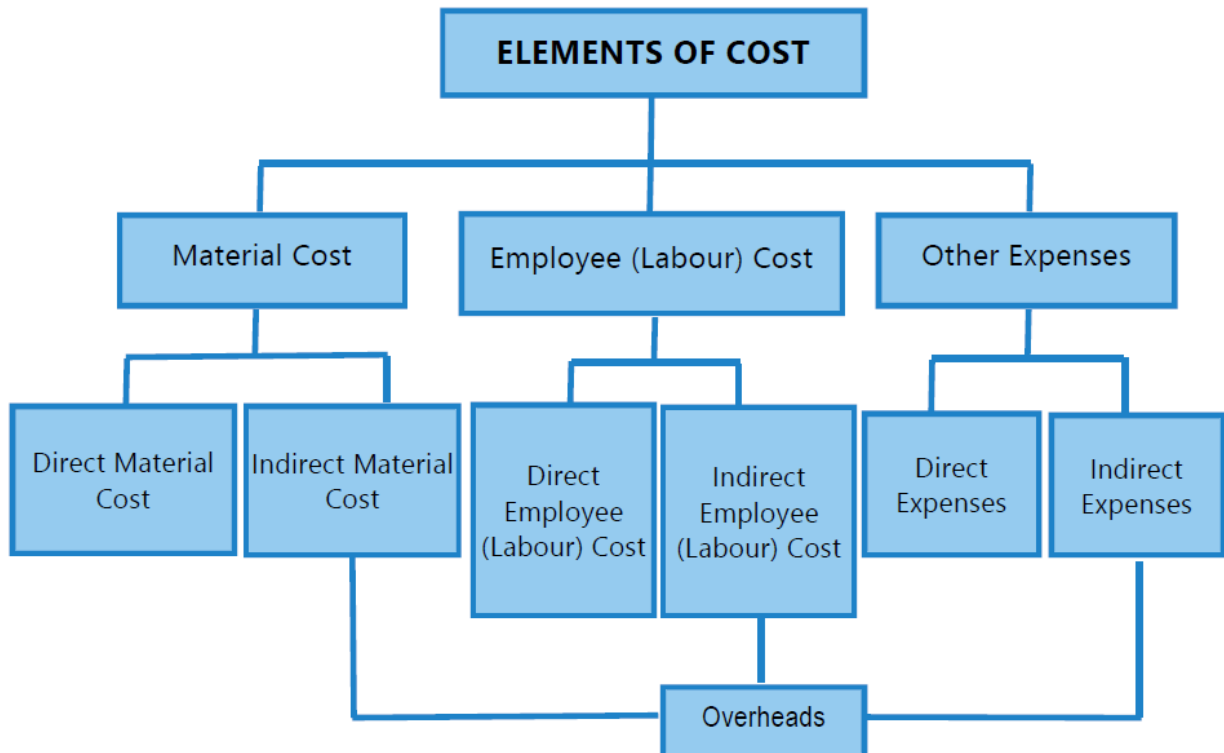 ELEMENTS OF COST
Material Cost
Employee (Labour) Cost
Other Expenses
Direct Material
Cost
Indirect Material
Cost
Direct
Employee
(Labour) Cost
Indirect
Employee
(Labour) Cost
Direct
Expenses
Indirect
Expenses
Overheads